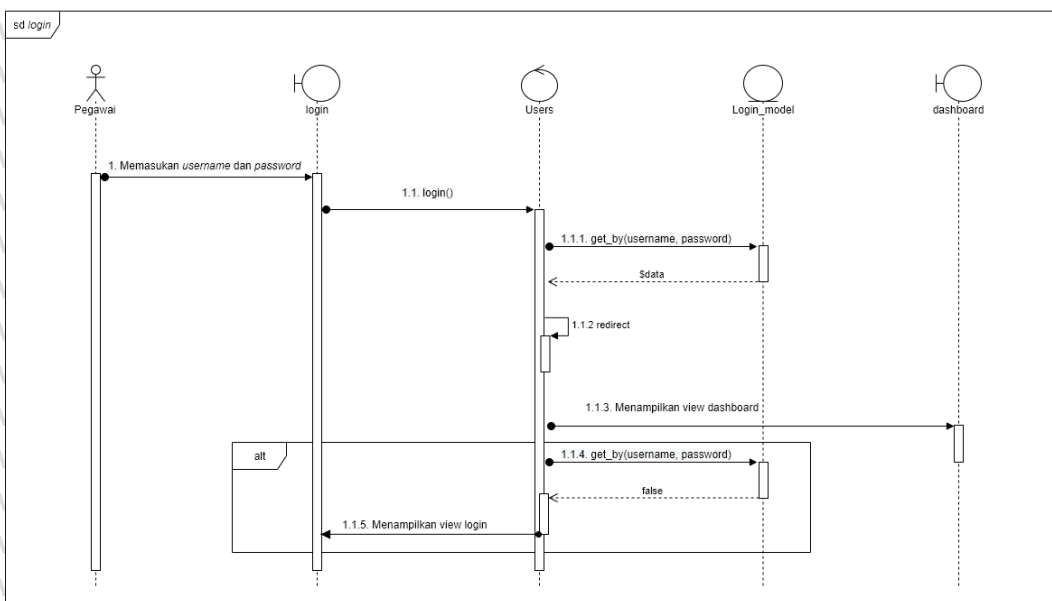 sd login
Pegawai
login
Users
Login_model
dashboard
1. Memasukan username dan password
1.1. login()
1.1.1. get_by(username, password)
$data
1.1.2 redirect
1.1.3. Menampilkan view dashboard
alt
1.1.4. get_by(username, password)
false
1.1.5. Menampilkan view login